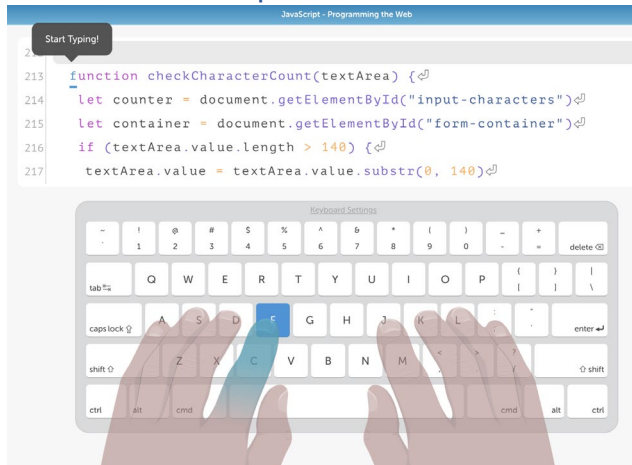 JavaScript - Programming the Web
Start Typing!
213 function checkCharacterCount(textArea) {⏎
214 let counter = document.getElementById("input-characters")⏎
215 let container = document.getElementById("form-container")⏎
216 if (textArea.value.length > 140) {⏎
217 textArea.value = textArea.value.substr(0, 140)⏎
Keyboard Settings
~ ! @ # $ % ^ & * ( ) _ +
` 1 2 3 4 5 6 7 8 9 0 - = delete
tab Q W E R T Y U I O P { [ } ] | \
caps lock A S D F G H J K L : ; " ' enter
shift Z X C V B N M < , > . ? / shift
ctrl alt cmd cmd alt ctrl